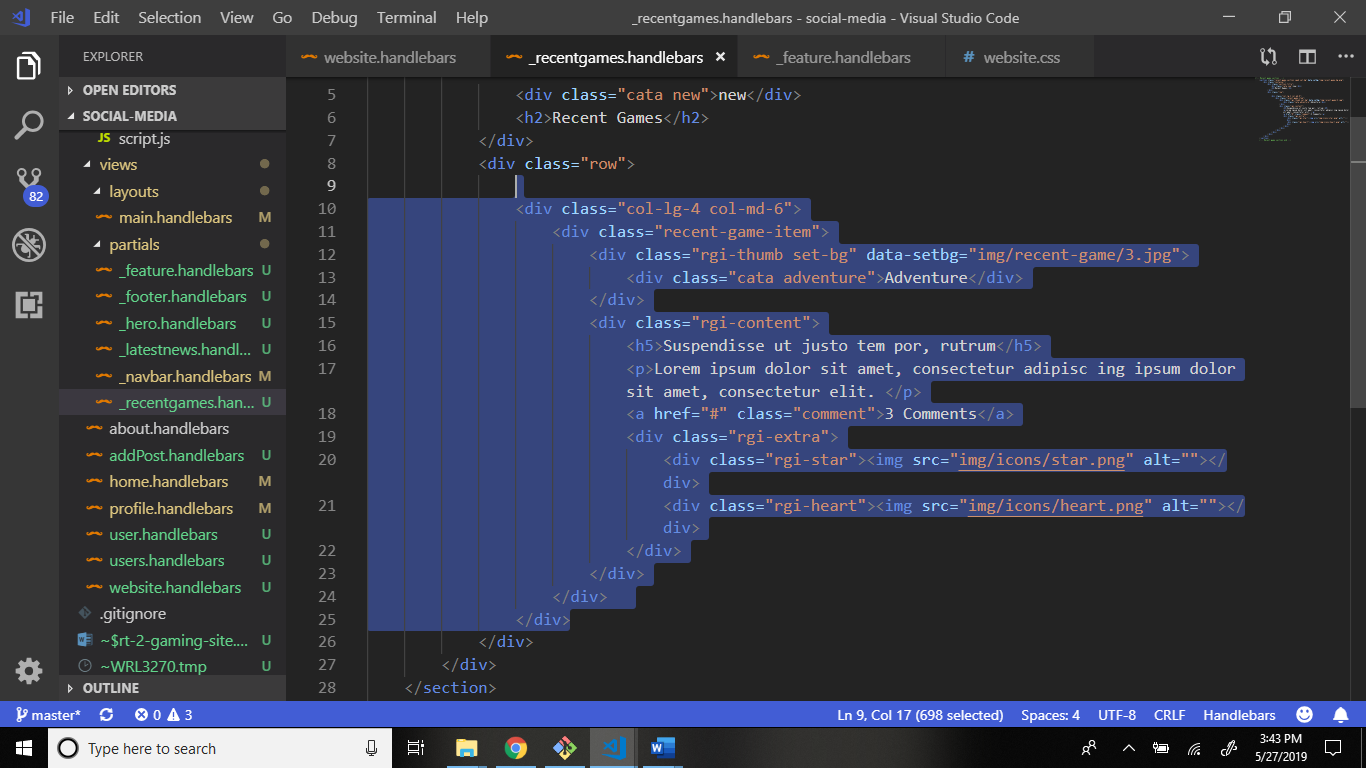 File Edit Selection View Go Debug Terminal Help
_recentgames.handlebars - social-media - Visual Studio Code
EXPLORER
OPEN EDITORS
SOCIAL-MEDIA
JS script.js
views
layouts
main.handlebars M
partials
_feature.handlebars U
_footer.handlebars U
_hero.handlebars U
_latestnews.handl... U
_navbar.handlebars M
_recentgames.han... U
about.handlebars
addPost.handlebars U
home.handlebars M
profile.handlebars M
user.handlebars U
users.handlebars U
website.handlebars U
.gitignore
~$rt-2-gaming-site.... U
~WRL3270.tmp U
OUTLINE
82
website.handlebars
_recentgames.handlebars
_feature.handlebars
# website.css
5 <div class="cata new">new</div>
6 <h2>Recent Games</h2>
7 </div>
8 <div class="row">
9
10 <div class="col-lg-4 col-md-6">
11 <div class="recent-game-item">
12 <div class="rgi-thumb set-bg" data-setbg="img/recent-game/3.jpg">
13 <div class="cata adventure">Adventure</div>
14 </div>
15 <div class="rgi-content">
16 <h5>Suspendisse ut justo tem por, rutrum</h5>
17 <p>Lorem ipsum dolor sit amet, consectetur adipisc ing ipsum dolor
sit amet, consectetur elit. </p>
18 <a href="#" class="comment">3 Comments</a>
19 <div class="rgi-extra">
20 <div class="rgi-star"><img src="img/icons/star.png" alt=""></
div>
21 <div class="rgi-heart"><img src="img/icons/heart.png" alt=""></
div>
22 </div>
23 </div>
24 </div>
25 </div>
26 </div>
27 </div>
28 </section>
master* 0 3
Ln 9, Col 17 (698 selected) Spaces: 4 UTF-8 CRLF Handlebars
Type here to search
3:43 PM
5/27/2019